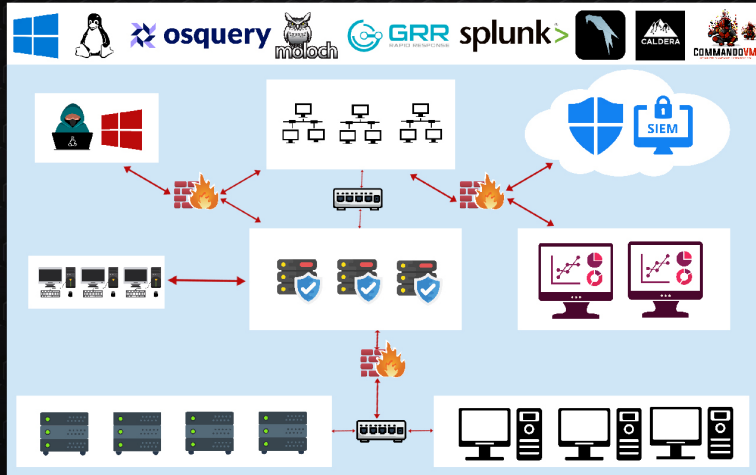 osquery
moloch
GRR
RAPID RESPONSE
splunk>
CALDERA
COMMANDOVM
SIEM